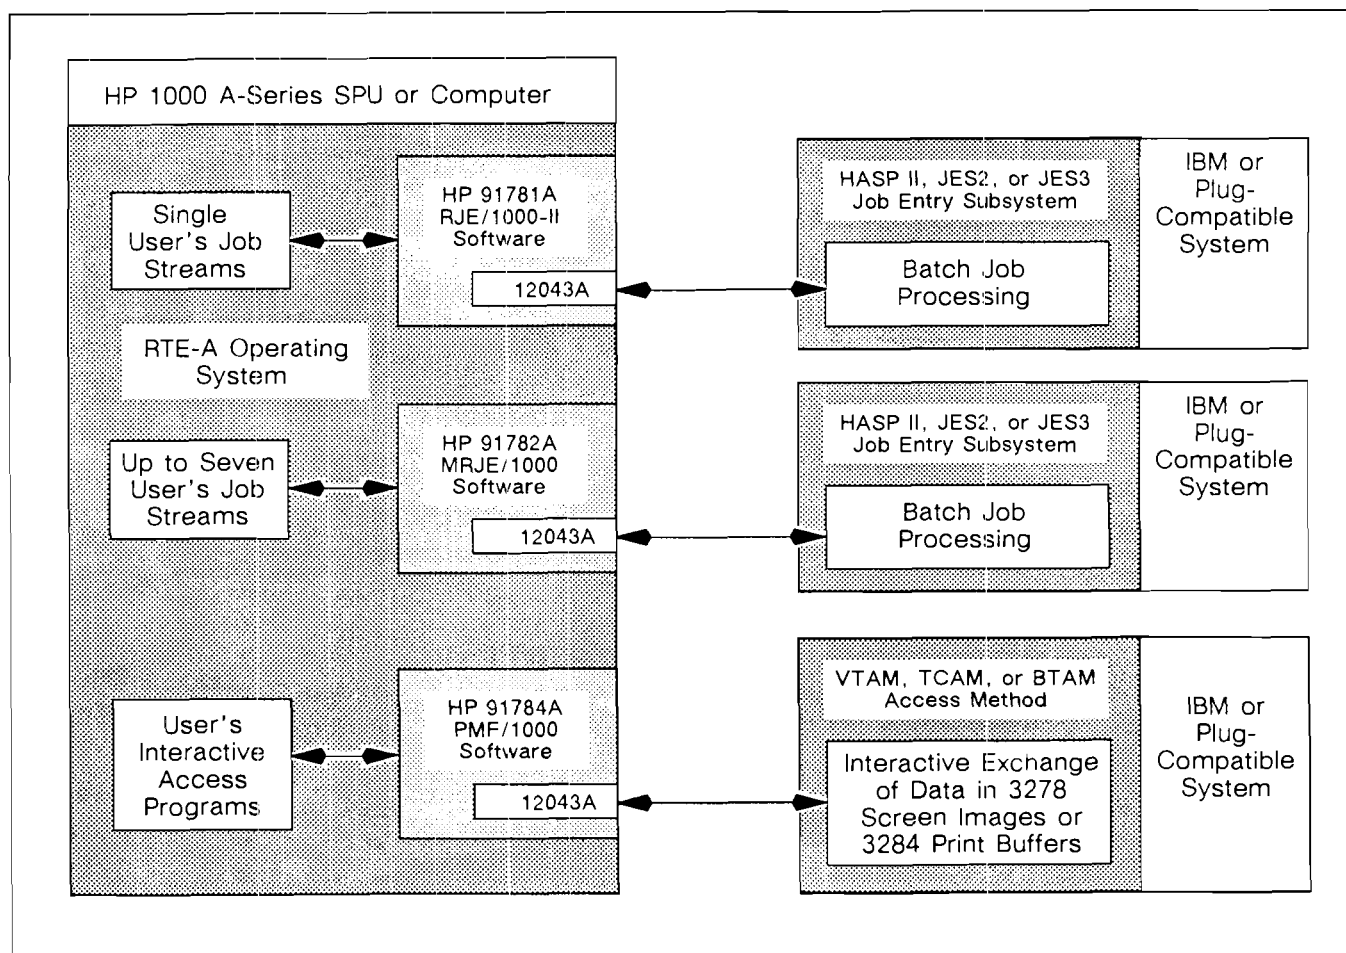 HP 1000 A-Series SPU or Computer
Single
User's Job
Streams
HP 91781A
RJE/1000-II
Software
12043A
HASP II, JES2, or JES3
Job Entry Subsystem
Batch Job
Processing
IBM or
Plug-
Compatible
System
RTE-A Operating
System
Up to Seven
User's Job
Streams
HP 91782A
MRJE/1000
Software
12043A
HASP II, JES2, or JES3
Job Entry Subsystem
Batch Job
Processing
IBM or
Plug-
Compatible
System
User's
Interactive
Access
Programs
HP 91784A
PMF/1000
Software
12043A
VTAM, TCAM, or BTAM
Access Method
Interactive Exchange
of Data in 3278
Screen Images or
3284 Print Buffers
IBM or
Plug-
Compatible
System